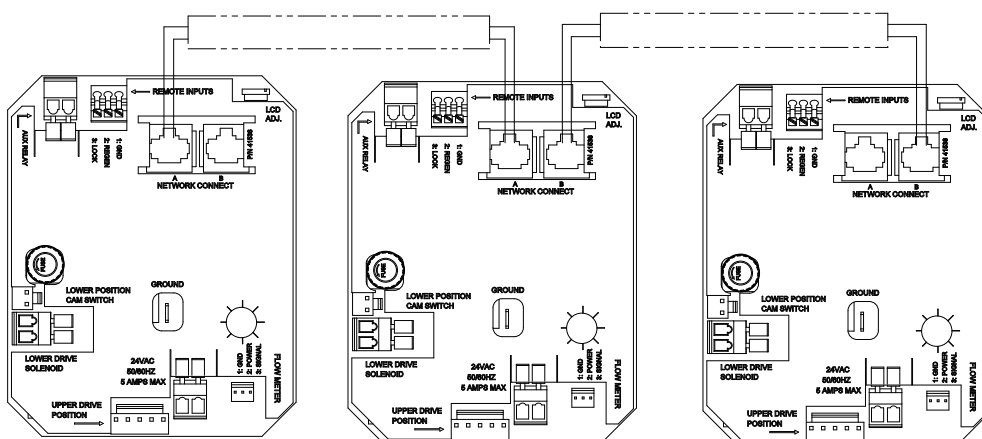 REMOTE INPUTS
LCD
ADJ.
AUX RELAY
3: LOCK
2: REGEN
1: GND
P/N 41538
A B
NETWORK CONNECT
FUSE
LOWER POSITION
CAM SWITCH
GROUND
LOWER DRIVE
SOLENOID
24VAC
50/60HZ
5 AMPS MAX
1: GND
2: POWER
3: SIGNAL
FLOW METER
UPPER DRIVE
POSITION
REMOTE INPUTS
LCD
ADJ.
AUX RELAY
3: LOCK
2: REGEN
1: GND
P/N 41538
A B
NETWORK CONNECT
FUSE
LOWER POSITION
CAM SWITCH
GROUND
LOWER DRIVE
SOLENOID
24VAC
50/60HZ
5 AMPS MAX
1: GND
2: POWER
3: SIGNAL
FLOW METER
UPPER DRIVE
POSITION
REMOTE INPUTS
LCD
ADJ.
AUX RELAY
3: LOCK
2: REGEN
1: GND
P/N 41538
A B
NETWORK CONNECT
FUSE
LOWER POSITION
CAM SWITCH
GROUND
LOWER DRIVE
SOLENOID
24VAC
50/60HZ
5 AMPS MAX
1: GND
2: POWER
3: SIGNAL
FLOW METER
UPPER DRIVE
POSITION